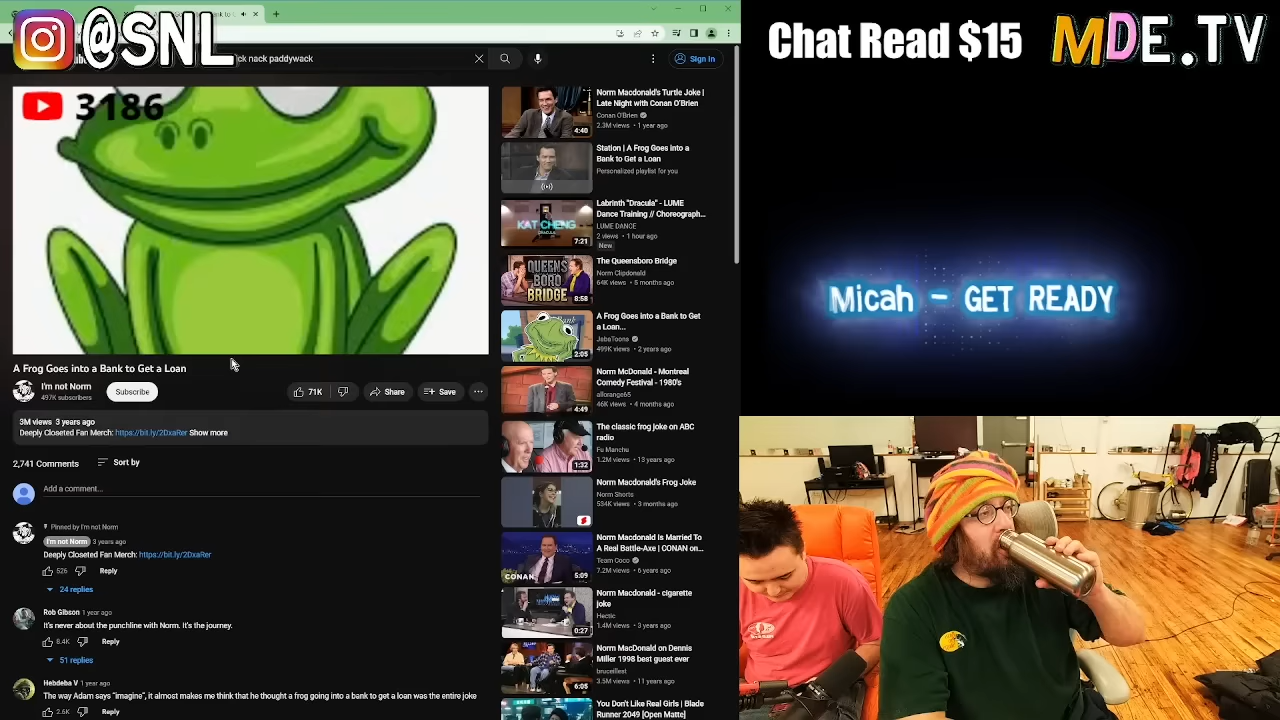 @SNL
ck nack paddywack
Sign in
3186
A Frog Goes into a Bank to Get a Loan
I'm not Norm
497K subscribers
Subscribe
71K
Share
Save
3M views 3 years ago
Deeply Closeted Fan Merch: https://bit.ly/2DxaRer Show more
2,741 Comments
Sort by
Add a comment...
Pinned by I'm not Norm
I'm not Norm 3 years ago
Deeply Closeted Fan Merch: https://bit.ly/2DxaRer
526
Reply
24 replies
Rob Gibson 1 year ago
It's never about the punchline with Norm. It's the journey.
8.4K
Reply
51 replies
Hebdeba V 1 year ago
The way Adam says "imagine", it almost makes me think that he thought a frog going into a bank to get a loan was the entire joke
2.6K
Reply
Norm Macdonald's Turtle Joke |
Late Night with Conan O'Brien
Conan O'Brien
2.3M views • 1 year ago
4:40
Station | A Frog Goes into a
Bank to Get a Loan
Personalized playlist for you
Labrinth "Dracula" - LUME
Dance Training // Choreograph...
LUME DANCE
2 views • 1 hour ago
New
KAT CHENG
7:21
The Queensboro Bridge
Norm Clipdonald
64K views • 5 months ago
QUEENS
BORO
BRIDGE
8:58
A Frog Goes into a Bank to Get
a Loan...
JabaToons
499K views • 2 years ago
2:05
Norm McDonald - Montreal
Comedy Festival - 1980's
allorange65
46K views • 4 months ago
4:49
The classic frog joke on ABC
radio
Fu Manchu
1.2M views • 13 years ago
1:32
Norm Macdonald's Frog Joke
Norm Shorts
534K views • 3 months ago
Norm Macdonald Is Married To
A Real Battle-Axe | CONAN on...
Team Coco
7.2M views • 6 years ago
CONAN
5:09
Norm Macdonald - cigarette
joke
Hectic
1.4M views • 3 years ago
0:27
Norm MacDonald on Dennis
Miller 1998 best guest ever
bruceillest
3.5M views • 11 years ago
6:05
You Don't Like Real Girls | Blade
Runner 2049 [Open Matte]
Chat Read $15
MDE.TV
Micah - GET READY